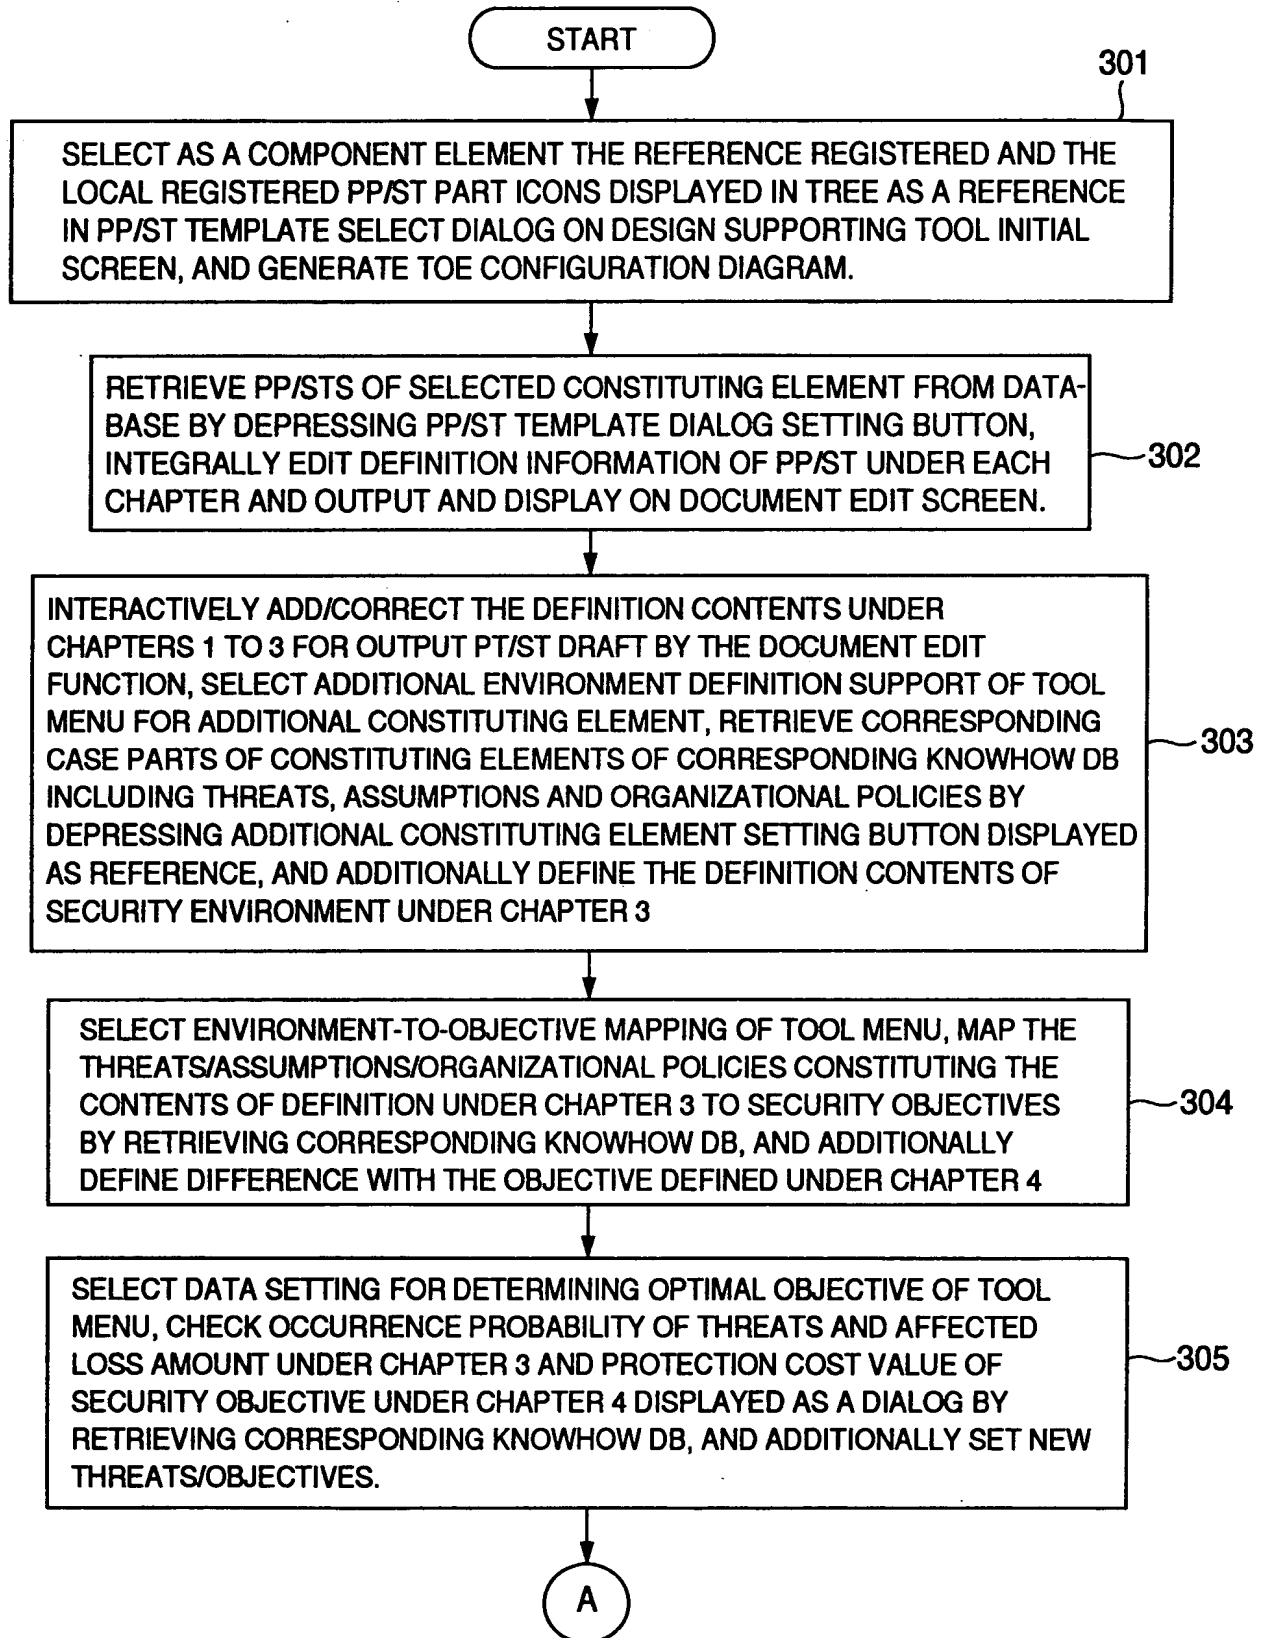 START
301
SELECT AS A COMPONENT ELEMENT THE REFERENCE REGISTERED AND THE
LOCAL REGISTERED PP/ST PART ICONS DISPLAYED IN TREE AS A REFERENCE
IN PP/ST TEMPLATE SELECT DIALOG ON DESIGN SUPPORTING TOOL INITIAL
SCREEN, AND GENERATE TOE CONFIGURATION DIAGRAM.
RETRIEVE PP/STS OF SELECTED CONSTITUTING ELEMENT FROM DATA-
BASE BY DEPRESSING PP/ST TEMPLATE DIALOG SETTING BUTTON,
INTEGRALLY EDIT DEFINITION INFORMATION OF PP/ST UNDER EACH
CHAPTER AND OUTPUT AND DISPLAY ON DOCUMENT EDIT SCREEN.
302
INTERACTIVELY ADD/CORRECT THE DEFINITION CONTENTS UNDER
CHAPTERS 1 TO 3 FOR OUTPUT PT/ST DRAFT BY THE DOCUMENT EDIT
FUNCTION, SELECT ADDITIONAL ENVIRONMENT DEFINITION SUPPORT OF TOOL
MENU FOR ADDITIONAL CONSTITUTING ELEMENT, RETRIEVE CORRESPONDING
CASE PARTS OF CONSTITUTING ELEMENTS OF CORRESPONDING KNOWHOW DB
INCLUDING THREATS, ASSUMPTIONS AND ORGANIZATIONAL POLICIES BY
DEPRESSING ADDITIONAL CONSTITUTING ELEMENT SETTING BUTTON DISPLAYED
AS REFERENCE, AND ADDITIONALLY DEFINE THE DEFINITION CONTENTS OF
SECURITY ENVIRONMENT UNDER CHAPTER 3
303
SELECT ENVIRONMENT-TO-OBJECTIVE MAPPING OF TOOL MENU, MAP THE
THREATS/ASSUMPTIONS/ORGANIZATIONAL POLICIES CONSTITUTING THE
CONTENTS OF DEFINITION UNDER CHAPTER 3 TO SECURITY OBJECTIVES
BY RETRIEVING CORRESPONDING KNOWHOW DB, AND ADDITIONALLY
DEFINE DIFFERENCE WITH THE OBJECTIVE DEFINED UNDER CHAPTER 4
304
SELECT DATA SETTING FOR DETERMINING OPTIMAL OBJECTIVE OF TOOL
MENU, CHECK OCCURRENCE PROBABILITY OF THREATS AND AFFECTED
LOSS AMOUNT UNDER CHAPTER 3 AND PROTECTION COST VALUE OF
SECURITY OBJECTIVE UNDER CHAPTER 4 DISPLAYED AS A DIALOG BY
RETRIEVING CORRESPONDING KNOWHOW DB, AND ADDITIONALLY SET NEW
THREATS/OBJECTIVES.
305
A